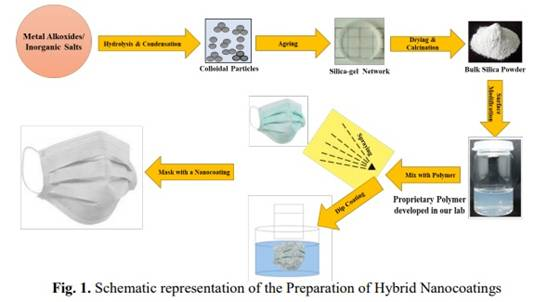 Metal Alkoxides/
Inorganic Salts
Hydrolysis & Condensation
Colloidal Particles
Ageing
Silica-gel Network
Drying &
Calcination
Bulk Silica Powder
Surface
Modification
Proprietary Polymer
developed in our lab
Mix with Polymer
Spraying
Dip Coating
Mask with a Nanocoating
Fig. 1. Schematic representation of the Preparation of Hybrid Nanocoatings